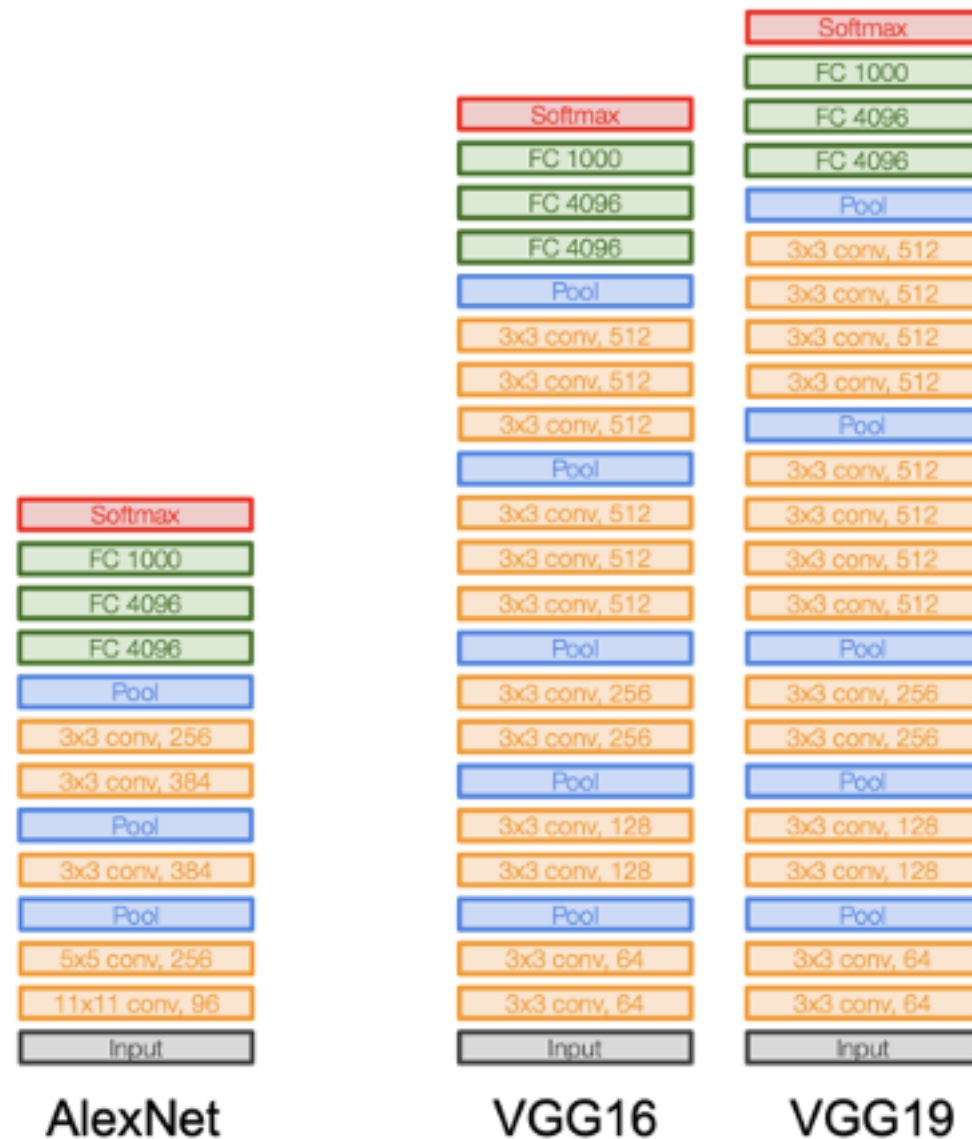 Softmax
FC 1000
FC 4096
FC 4096
Pool
3x3 conv, 256
3x3 conv, 384
Pool
3x3 conv, 384
Pool
5x5 conv, 256
11x11 conv, 96
Input
AlexNet
Softmax
FC 1000
FC 4096
FC 4096
Pool
3x3 conv, 512
3x3 conv, 512
3x3 conv, 512
Pool
3x3 conv, 512
3x3 conv, 512
3x3 conv, 512
Pool
3x3 conv, 256
3x3 conv, 256
Pool
3x3 conv, 128
3x3 conv, 128
Pool
3x3 conv, 64
3x3 conv, 64
Input
VGG16
Softmax
FC 1000
FC 4096
FC 4096
Pool
3x3 conv, 512
3x3 conv, 512
3x3 conv, 512
3x3 conv, 512
Pool
3x3 conv, 512
3x3 conv, 512
3x3 conv, 512
3x3 conv, 512
Pool
3x3 conv, 256
3x3 conv, 256
Pool
3x3 conv, 128
3x3 conv, 128
Pool
3x3 conv, 64
3x3 conv, 64
Input
VGG19